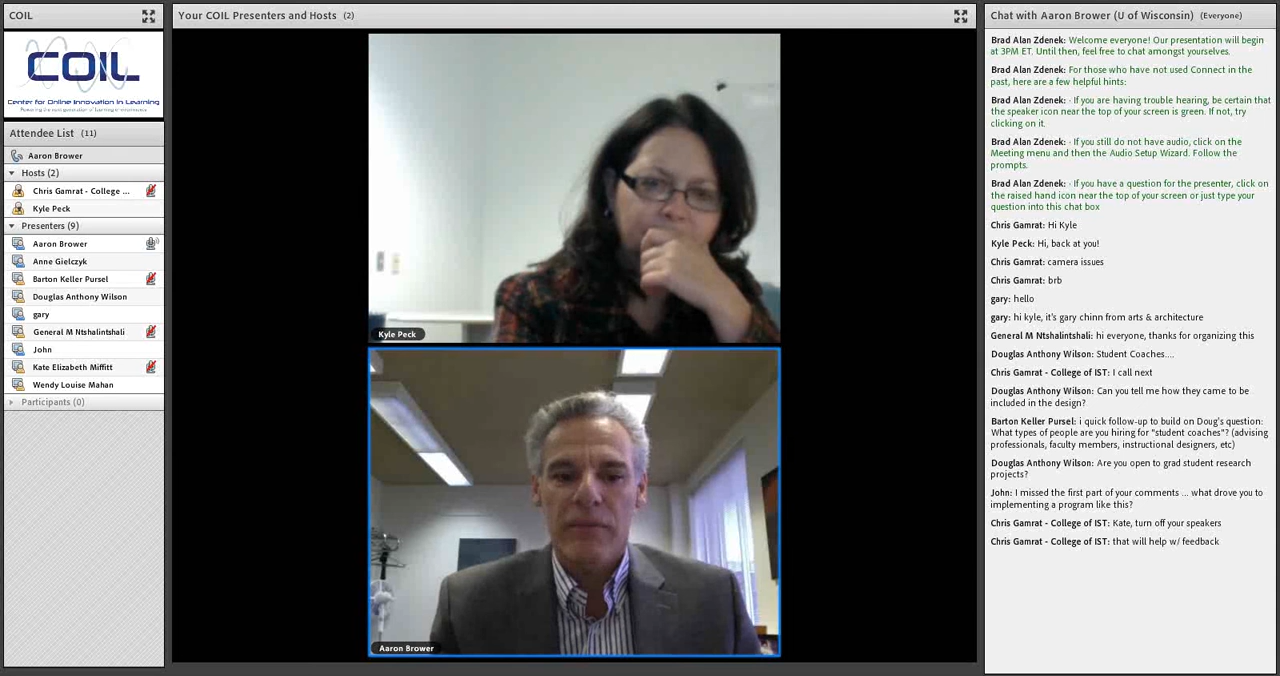 COIL
COIL
Center for Online Innovation in Learning
Attendee List (11)
Aaron Brower
Hosts (2)
Chris Gamrat - College ...
Kyle Peck
Presenters (9)
Aaron Brower
Anne Gielczyk
Barton Keller Pursel
Douglas Anthony Wilson
gary
General M Ntshalintshali
John
Kate Elizabeth Miffitt
Wendy Louise Mahan
Participants (0)
Your COIL Presenters and Hosts (2)
Kyle Peck
Aaron Brower
Chat with Aaron Brower (U of Wisconsin) (Everyone)
Brad Alan Zdenek: Welcome everyone! Our presentation will begin
at 3PM ET. Until then, feel free to chat amongst yourselves.
Brad Alan Zdenek: For those who have not used Connect in the
past, here are a few helpful hints:
Brad Alan Zdenek: - If you are having trouble hearing, be certain that
the speaker icon near the top of your screen is green. If not, try
clicking on it.
Brad Alan Zdenek: - If you still do not have audio, click on the
Meeting menu and then the Audio Setup Wizard. Follow the
prompts.
Brad Alan Zdenek: - If you have a question for the presenter, click on
the raised hand icon near the top of your screen or just type your
question into this chat box
Chris Gamrat: Hi Kyle
Kyle Peck: Hi, back at you!
Chris Gamrat: camera issues
Chris Gamrat: brb
gary: hello
gary: hi kyle, it's gary chinn from arts & architecture
General M Ntshalintshali: hi everyone, thanks for organizing this
Douglas Anthony Wilson: Student Coaches....
Chris Gamrat - College of IST: I call next
Douglas Anthony Wilson: Can you tell me how they came to be
included in the design?
Barton Keller Pursel: i quick follow-up to build on Doug's question:
What types of people are you hiring for "student coaches"? (advising
professionals, faculty members, instructional designers, etc)
Douglas Anthony Wilson: Are you open to grad student research
projects?
John: I missed the first part of your comments ... what drove you to
implementing a program like this?
Chris Gamrat - College of IST: Kate, turn off your speakers
Chris Gamrat - College of IST: that will help w/ feedback